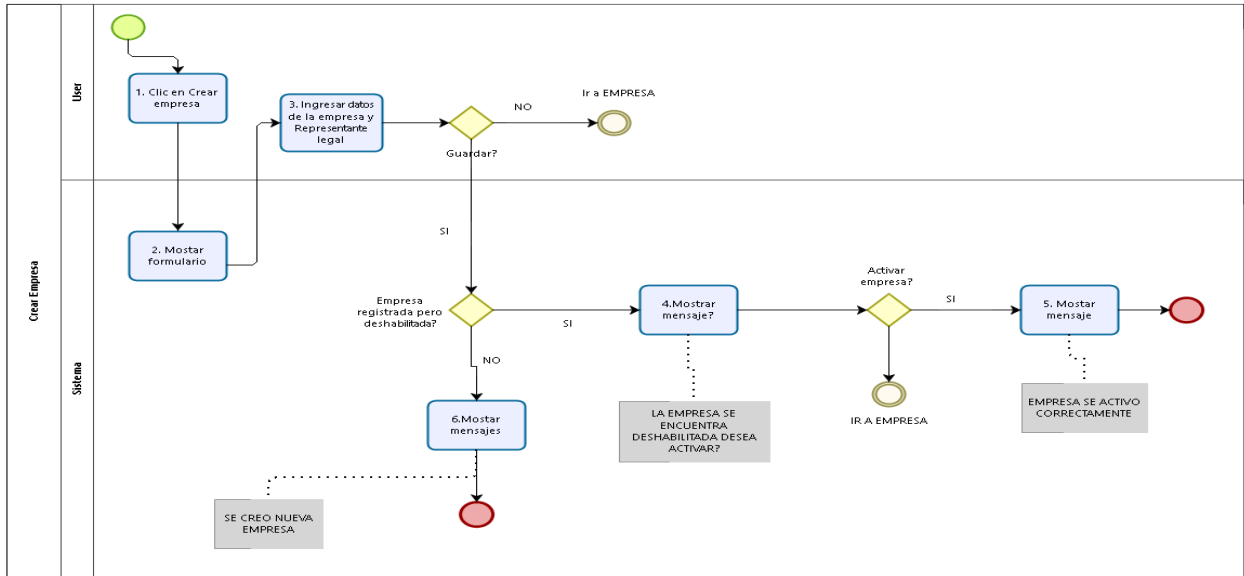 Crear Empresa
User
1. Clic en Crear
empresa
3. Ingresar datos
de la empresa y
Representante
legal
Guardar?
NO
Ir a EMPRESA
Sistema
2. Mostar
formulario
SI
Empresa
registrada pero
deshabilitada?
SI
4.Mostrar
mensaje?
Activar
empresa?
SI
5. Mostar
mensaje
NO
6.Mostar
mensajes
LA EMPRESA SE
ENCUENTRA
DESHABILITADA DESEA
ACTIVAR?
IR A EMPRESA
EMPRESA SE ACTIVO
CORRECTAMENTE
SE CREO NUEVA
EMPRESA